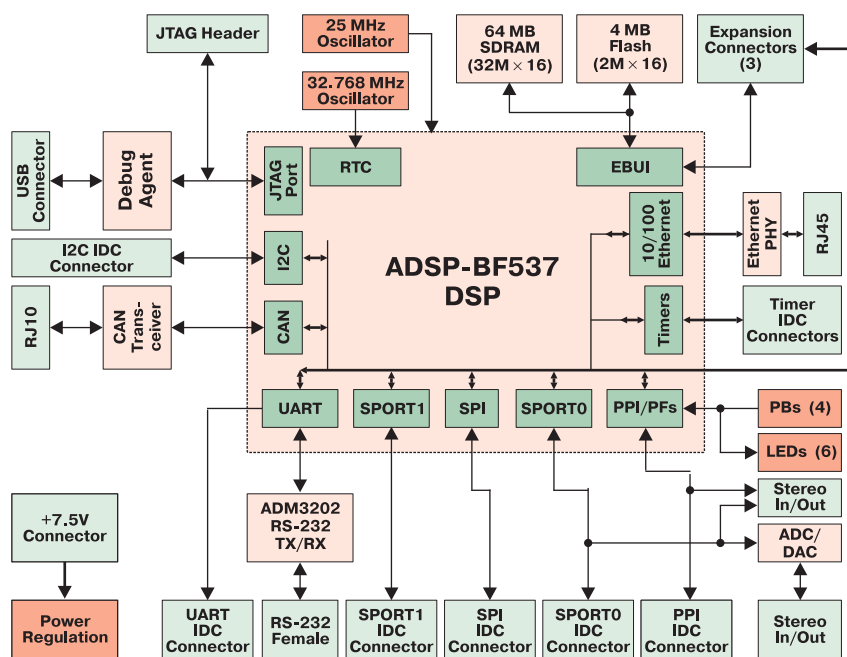 JTAG Header
25 MHz
Oscillator
64 MB
SDRAM
(32M × 16)
4 MB
Flash
(2M × 16)
Expansion
Connectors
(3)
32.768 MHz
Oscillator
USB
Connector
Debug
Agent
JTAG
Port
RTC
EBUI
10/100
Ethernet
Ethernet
PHY
RJ45
I2C IDC
Connector
I2C
ADSP-BF537
DSP
RJ10
CAN
Trans-
ceiver
CAN
Timers
Timer
IDC
Connectors
UART
SPORT1
SPI
SPORT0
PPI/PFs
PBs (4)
LEDs (6)
+7.5V
Connector
ADM3202
RS-232
TX/RX
Stereo
In/Out
ADC/
DAC
Power
Regulation
UART
IDC
Connector
RS-232
Female
SPORT1
IDC
Connector
SPI
IDC
Connector
SPORT0
IDC
Connector
PPI
IDC
Connector
Stereo
In/Out